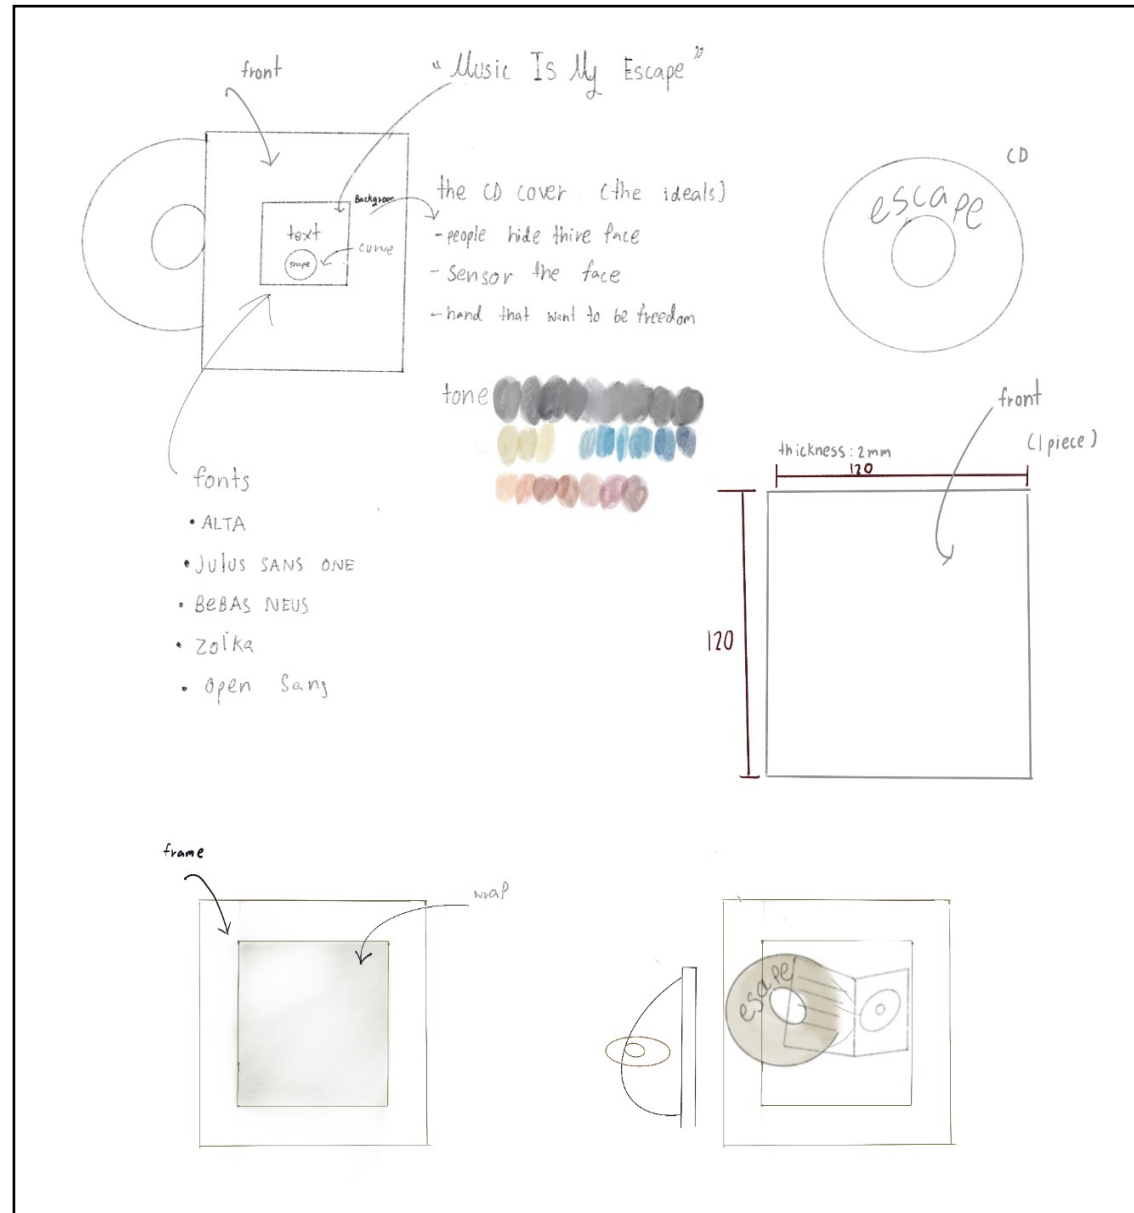 front
“Music Is My Escape”
CD
escape
Background
the CD cover (the ideals)
text
- people hide thire face
curve
shape
- Sensor the face
- hand that want to be freedom
tone
front
(1 piece)
thickness: 2mm
120
fonts
• ALTA
• Julus SANS ONE
• BeBAS NEUS
120
• Zolka
• Open Sans
frame
wrap
escape